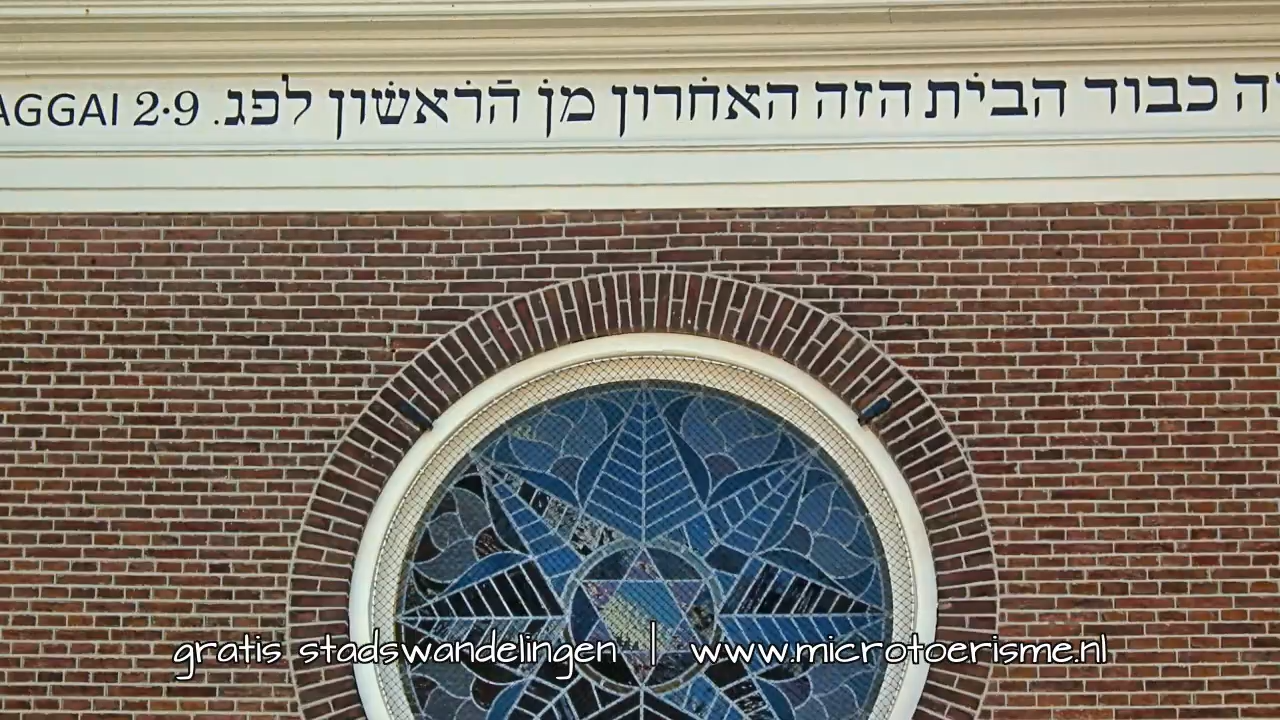 ה כבוד הבית הזה האחרון מן הראשון לפג. AGGAI 2·9
gratis stadswandelingen | www.microtoerisme.nl